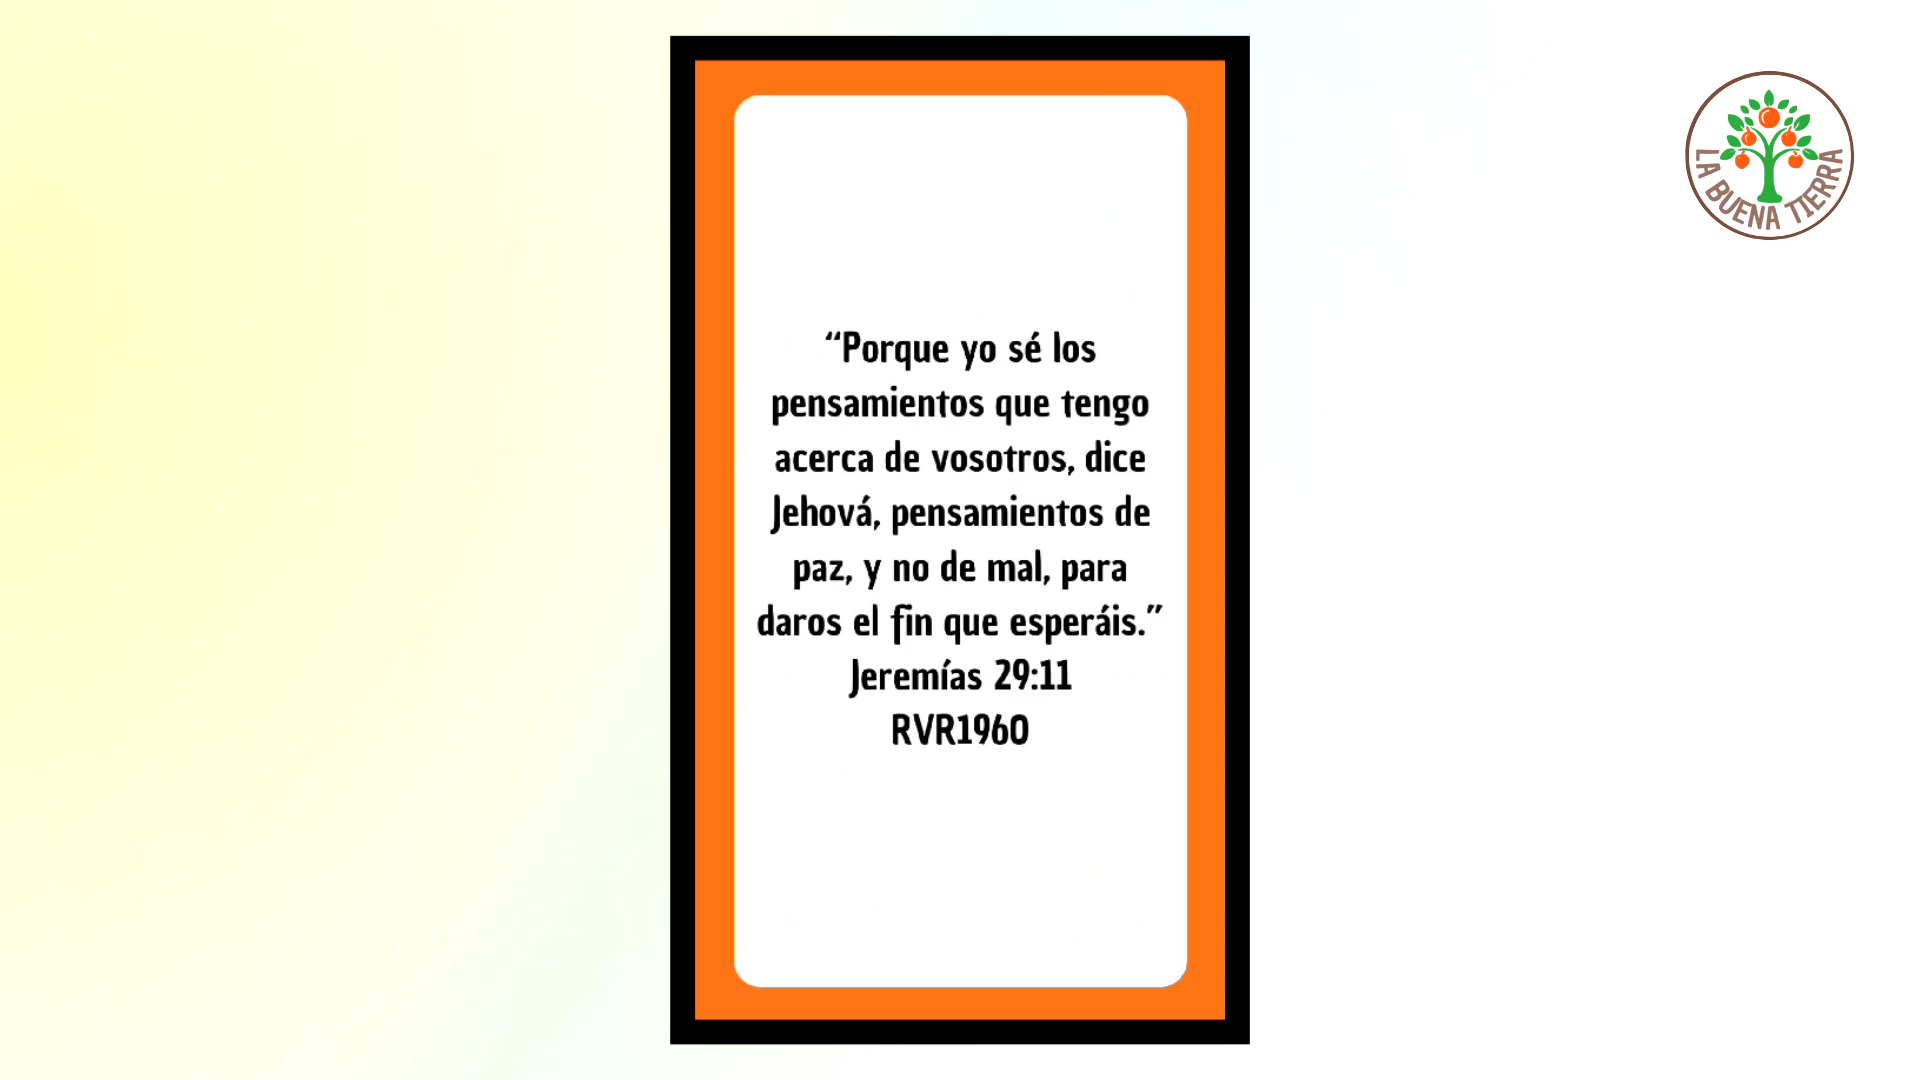 “Porque yo sé los
pensamientos que tengo
acerca de vosotros, dice
Jehová, pensamientos de
paz, y no de mal, para
daros el fin que esperáis.”
Jeremías 29:11
RVR1960
LA BUENA TIERRA